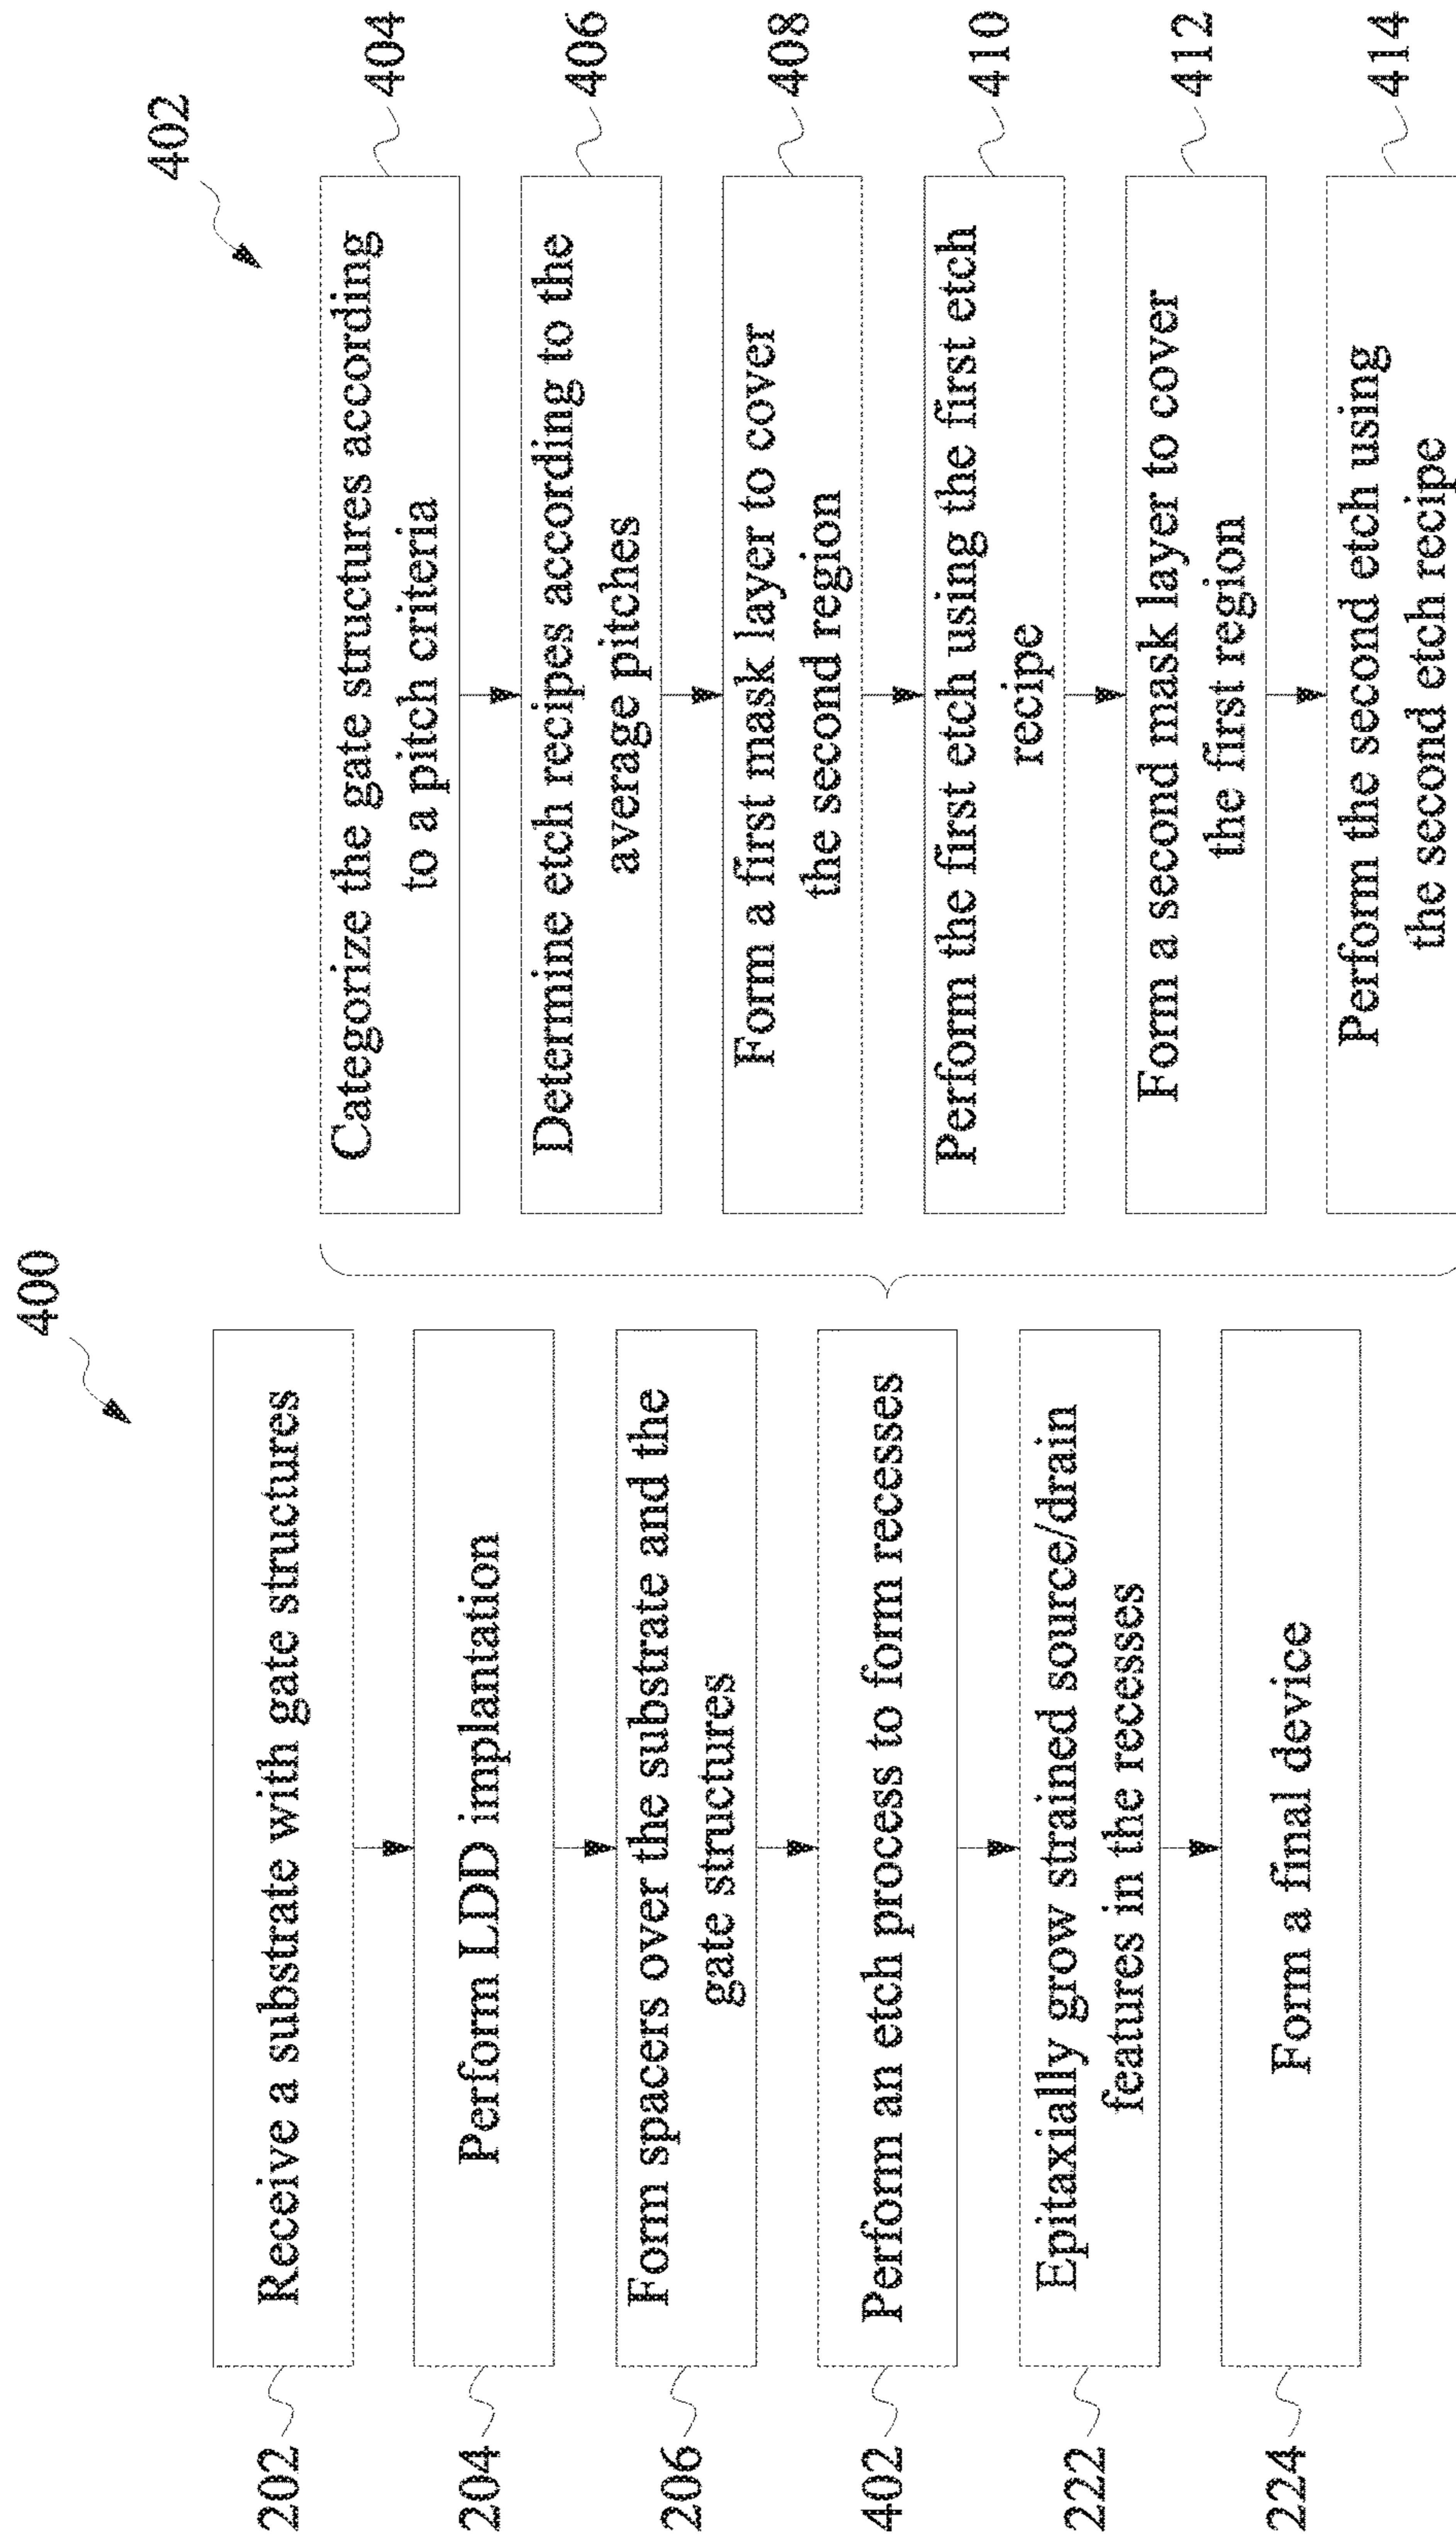 400
202
Receive a substrate with gate structures
204
Perform LDD implantation
206
Form spacers over the substrate and the
gate structures
402
Perform an etch process to form recesses
222
Epitaxially grow strained source/drain
features in the recesses
224
Form a final device
402
Categorize the gate structures according
to a pitch criteria
404
Determine etch recipes according to the
average pitches
406
Form a first mask layer to cover
the second region
408
Perform the first etch using the first etch
recipe
410
Form a second mask layer to cover
the first region
412
Perform the second etch using
the second etch recipe
414